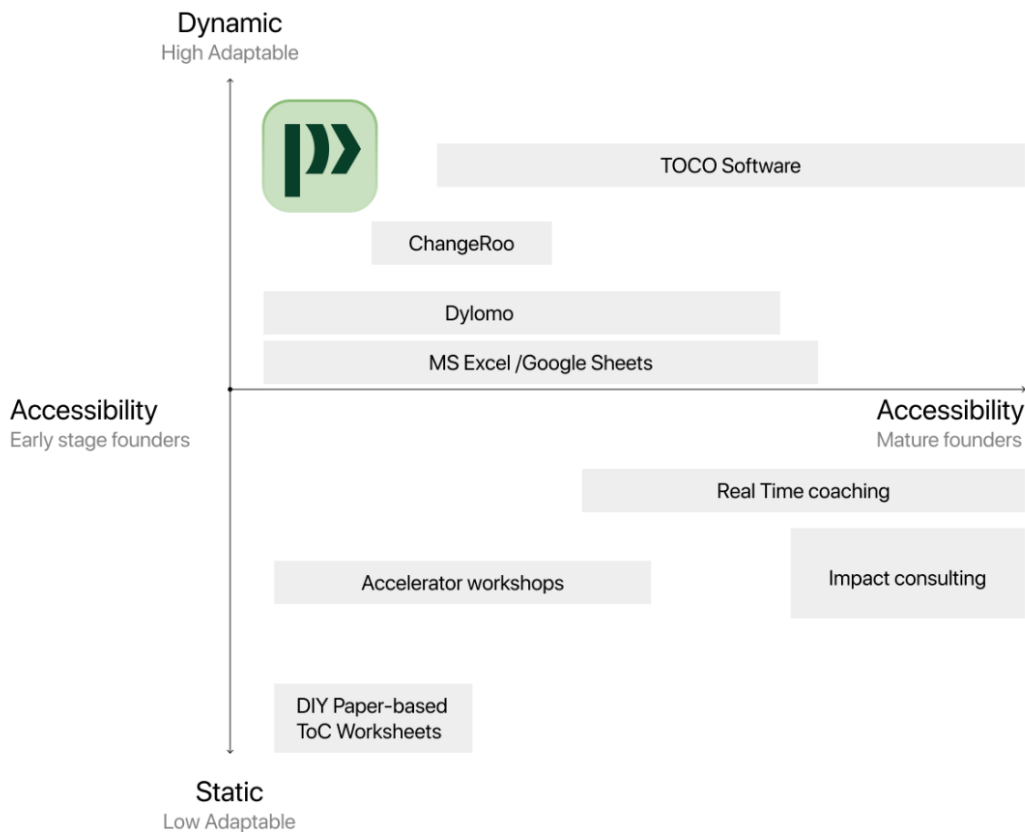 Dynamic
High Adaptable
TOCO Software
ChangeRoo
Dylomo
MS Excel /Google Sheets
Accessibility
Early stage founders
Accessibility
Mature founders
Real Time coaching
Impact consulting
Accelerator workshops
DIY Paper-based
ToC Worksheets
Static
Low Adaptable